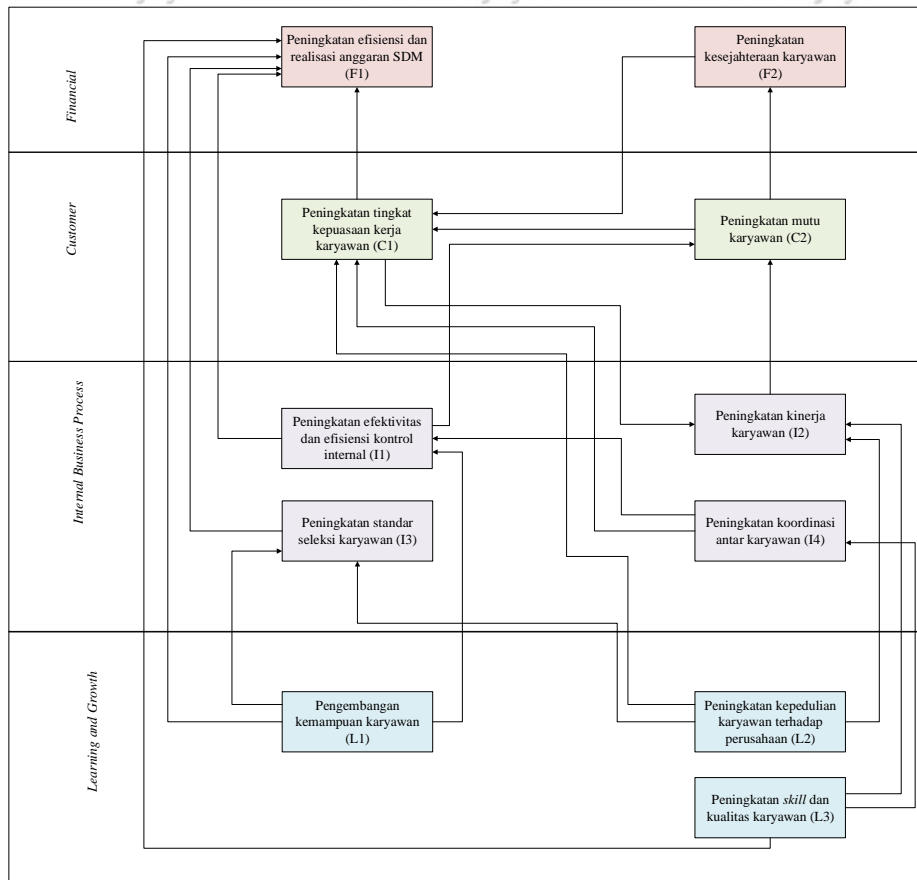 Financial
Peningkatan efisiensi dan
realisasi anggaran SDM
(F1)
Peningkatan
kesejahteraan karyawan
(F2)
Customer
Peningkatan tingkat
kepuasaan kerja
karyawan (C1)
Peningkatan mutu
karyawan (C2)
Internal Business Process
Peningkatan efektivitas
dan efisiensi kontrol
internal (I1)
Peningkatan kinerja
karyawan (I2)
Peningkatan standar
seleksi karyawan (I3)
Peningkatan koordinasi
antar karyawan (I4)
Learning and Growth
Pengembangan
kemampuan karyawan
(L1)
Peningkatan kepedulian
karyawan terhadap
perusahaan (L2)
Peningkatan skill dan
kualitas karyawan (L3)